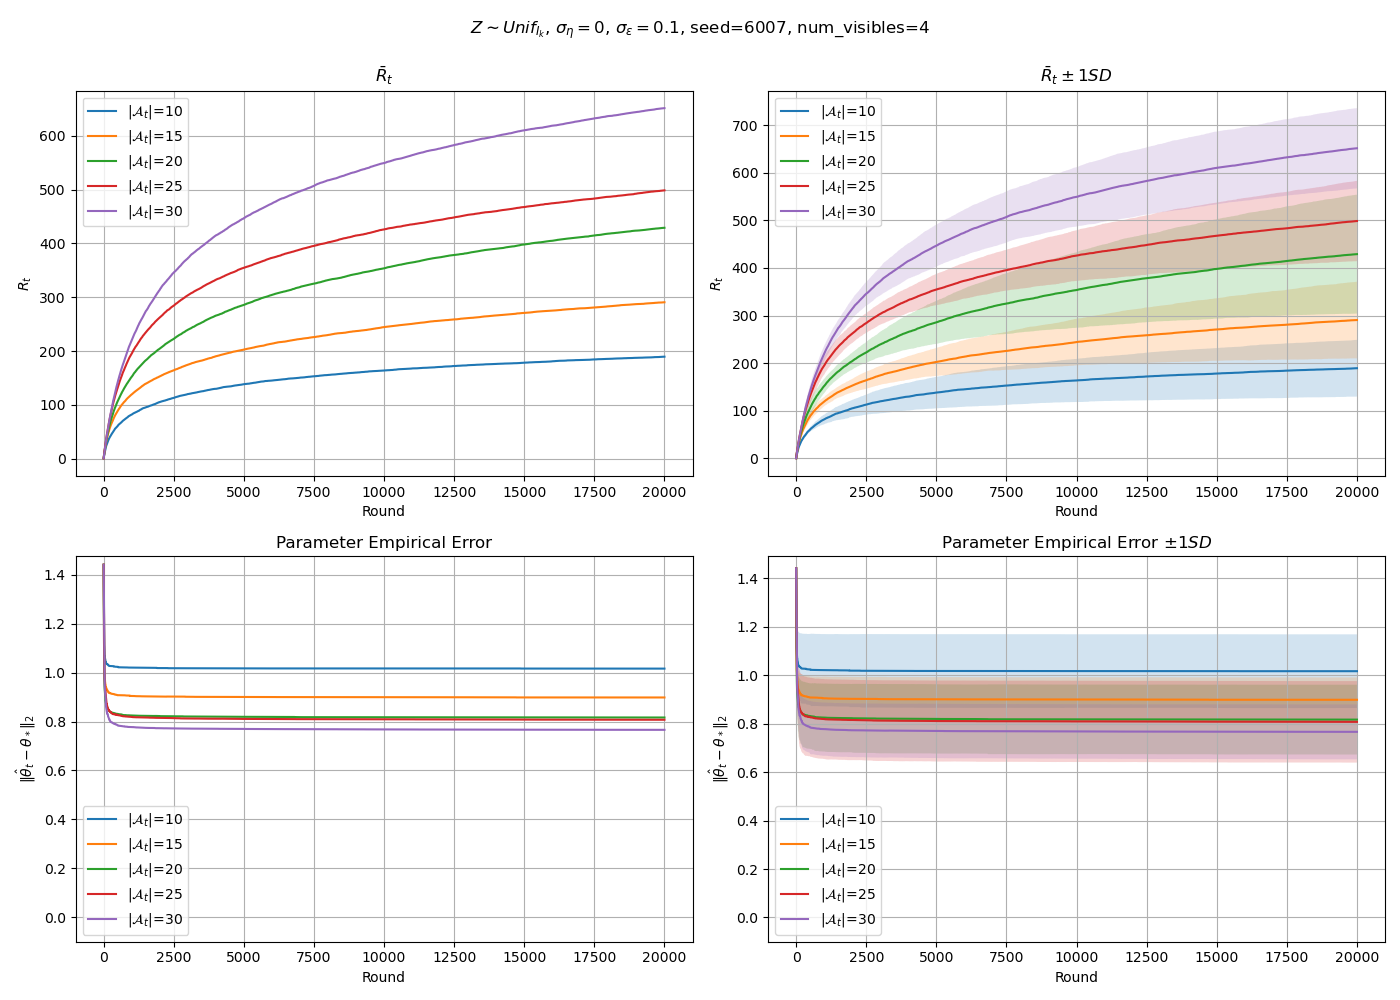 Z ∼ Unif_{I_k}, σ_η = 0, σ_ε = 0.1, seed=6007, num_visibles=4
R̄_t
R_t
600
500
400
300
200
100
0
|𝒜_t|=10
|𝒜_t|=15
|𝒜_t|=20
|𝒜_t|=25
|𝒜_t|=30
0 2500 5000 7500 10000 12500 15000 17500 20000
Round
R̄_t ± 1SD
R_t
700
600
500
400
300
200
100
0
|𝒜_t|=10
|𝒜_t|=15
|𝒜_t|=20
|𝒜_t|=25
|𝒜_t|=30
0 2500 5000 7500 10000 12500 15000 17500 20000
Round
Parameter Empirical Error
‖θ̂_t − θ_*‖₂
1.4
1.2
1.0
0.8
0.6
0.4
0.2
0.0
|𝒜_t|=10
|𝒜_t|=15
|𝒜_t|=20
|𝒜_t|=25
|𝒜_t|=30
0 2500 5000 7500 10000 12500 15000 17500 20000
Round
Parameter Empirical Error ±1SD
‖θ̂_t − θ_*‖₂
1.4
1.2
1.0
0.8
0.6
0.4
0.2
0.0
|𝒜_t|=10
|𝒜_t|=15
|𝒜_t|=20
|𝒜_t|=25
|𝒜_t|=30
0 2500 5000 7500 10000 12500 15000 17500 20000
Round